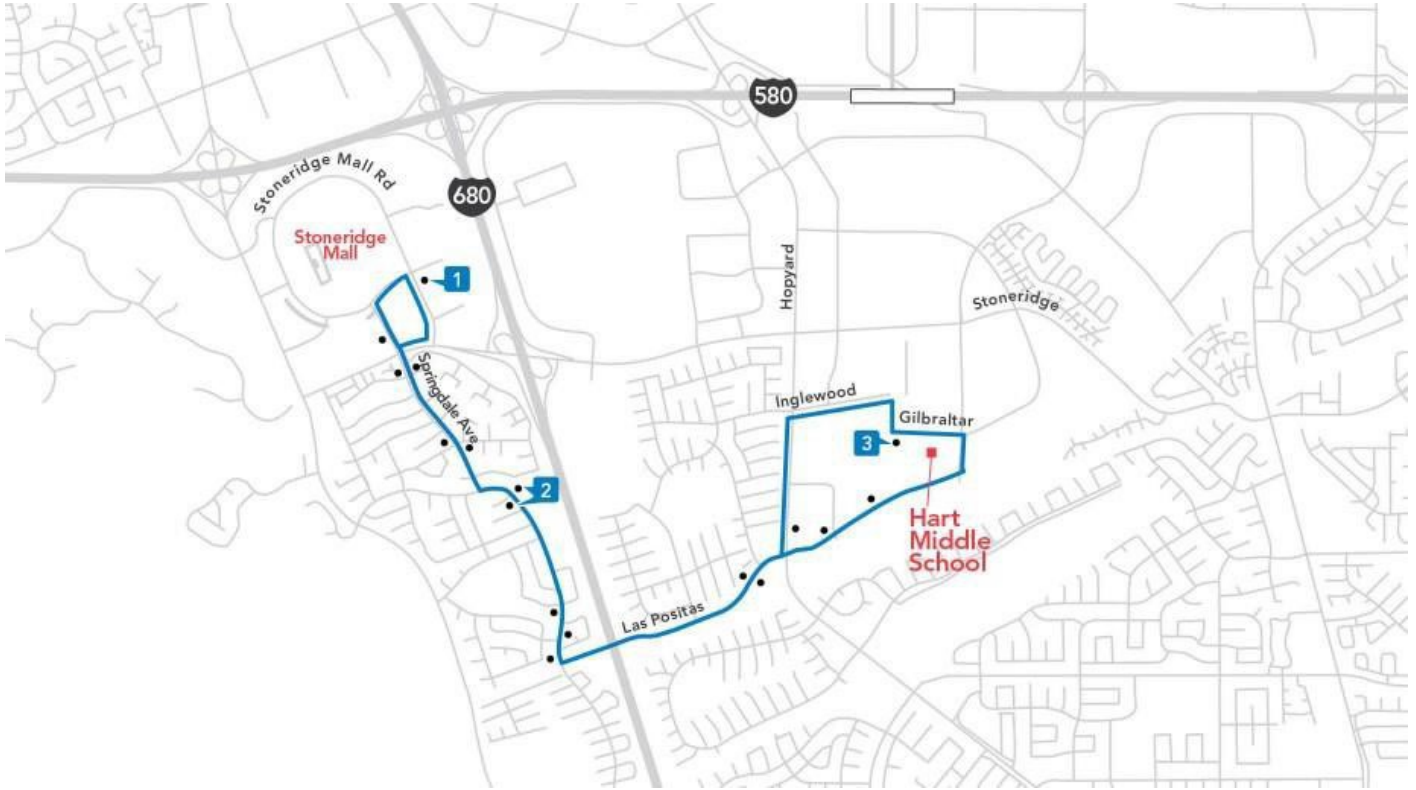 580
Stoneridge Mall Rd
680
Stoneridge
Mall
1
Hopyard
Stoneridge
Springdale Ave
Inglewood
Gilbraltar
3
2
Hart
Middle
School
Las Positas